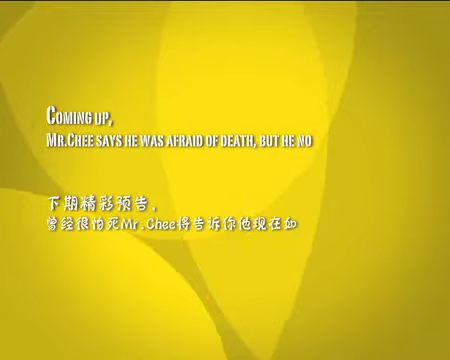 Coming up,
Mr.Chee says he was afraid of death, but he no
下期精彩预告，
曾经很怕死Mr.Chee将告诉你他现在如